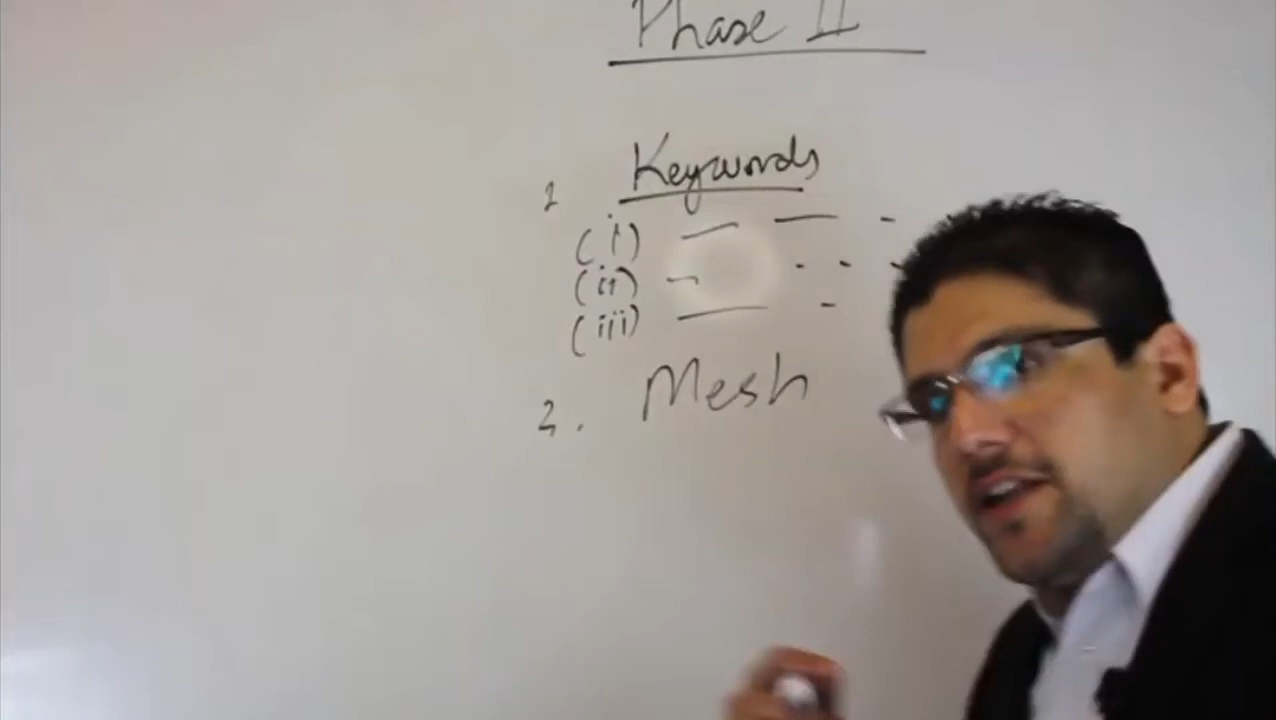 Phase II
1 Keywords
(i)
(ii)
(iii)
2. Mesh